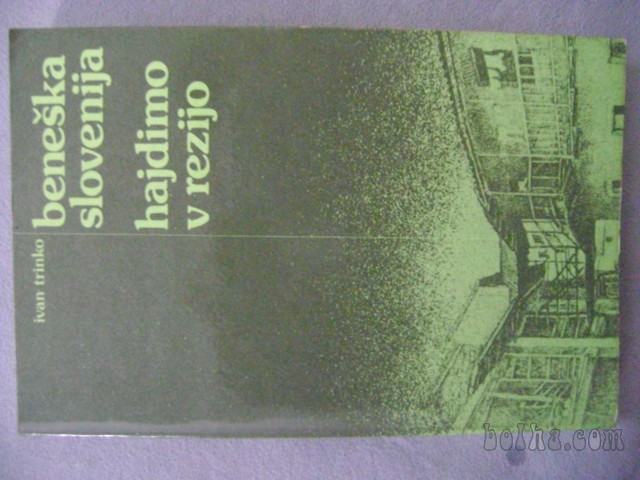 ivan trinko
beneška
slovenija
hajdimo
v rezijo
bolha.com